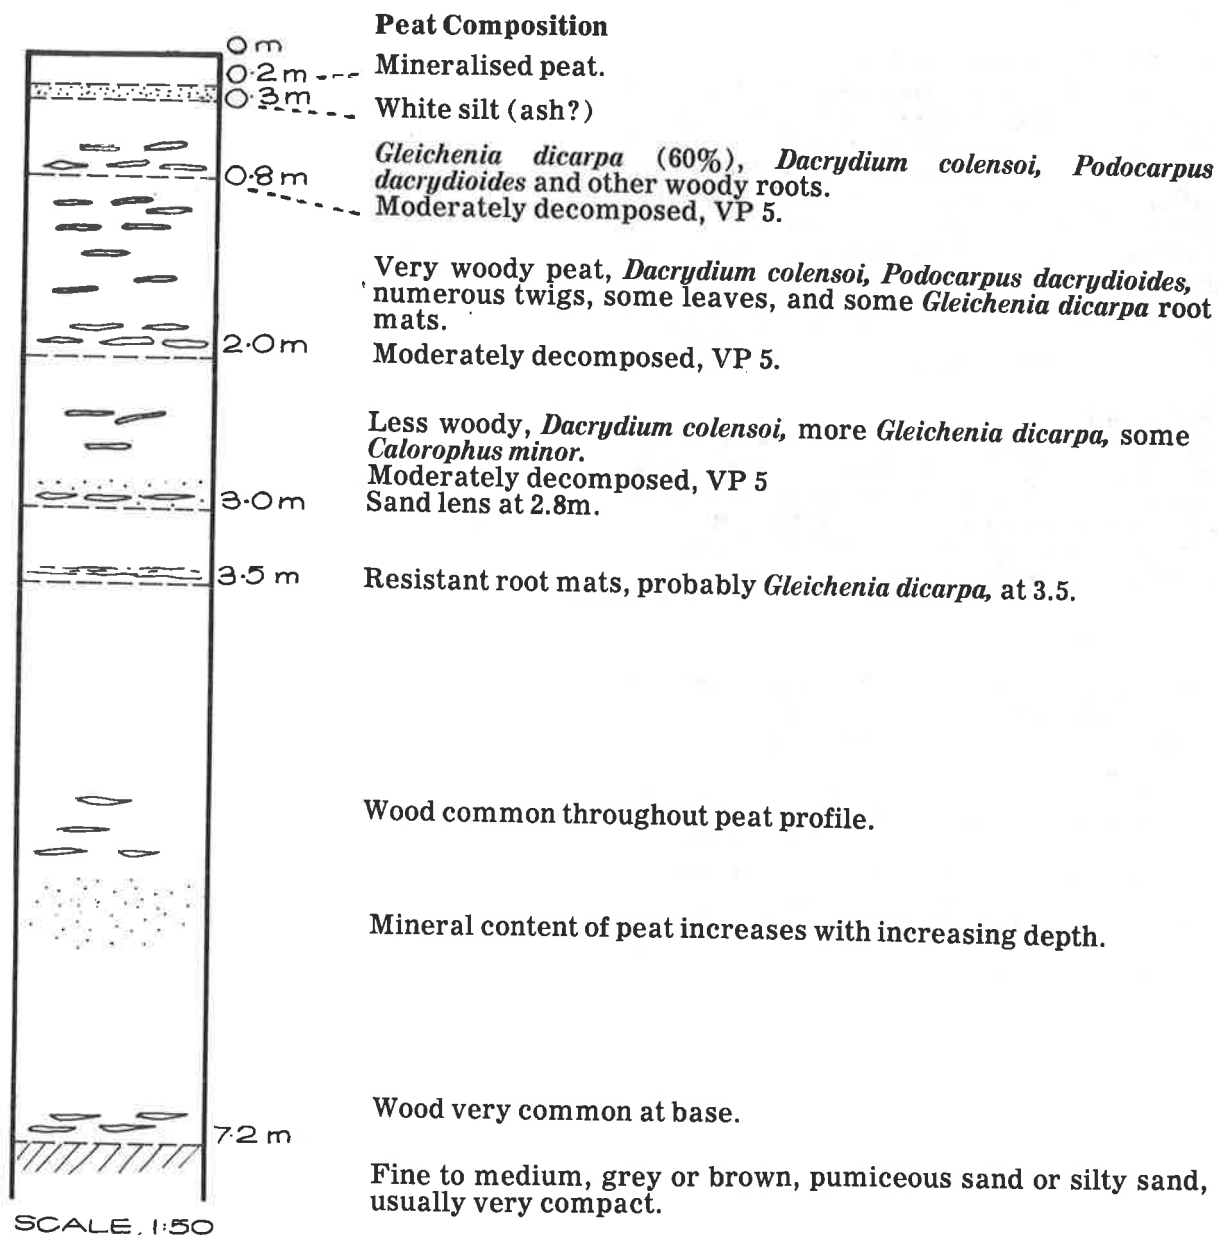 Peat Composition
0 m
0·2 m
Mineralised peat.
0·3 m
White silt (ash?)
Gleichenia dicarpa (60%), Dacrydium colensoi, Podocarpus
dacrydioides and other woody roots.
0·8 m
Moderately decomposed, VP 5.
Very woody peat, Dacrydium colensoi, Podocarpus dacrydioides,
numerous twigs, some leaves, and some Gleichenia dicarpa root
mats.
2·0 m
Moderately decomposed, VP 5.
Less woody, Dacrydium colensoi, more Gleichenia dicarpa, some
Calorophus minor.
Moderately decomposed, VP 5
3·0 m
Sand lens at 2.8m.
3·5 m
Resistant root mats, probably Gleichenia dicarpa, at 3.5.
Wood common throughout peat profile.
Mineral content of peat increases with increasing depth.
Wood very common at base.
7·2 m
Fine to medium, grey or brown, pumiceous sand or silty sand,
usually very compact.
SCALE, 1:50